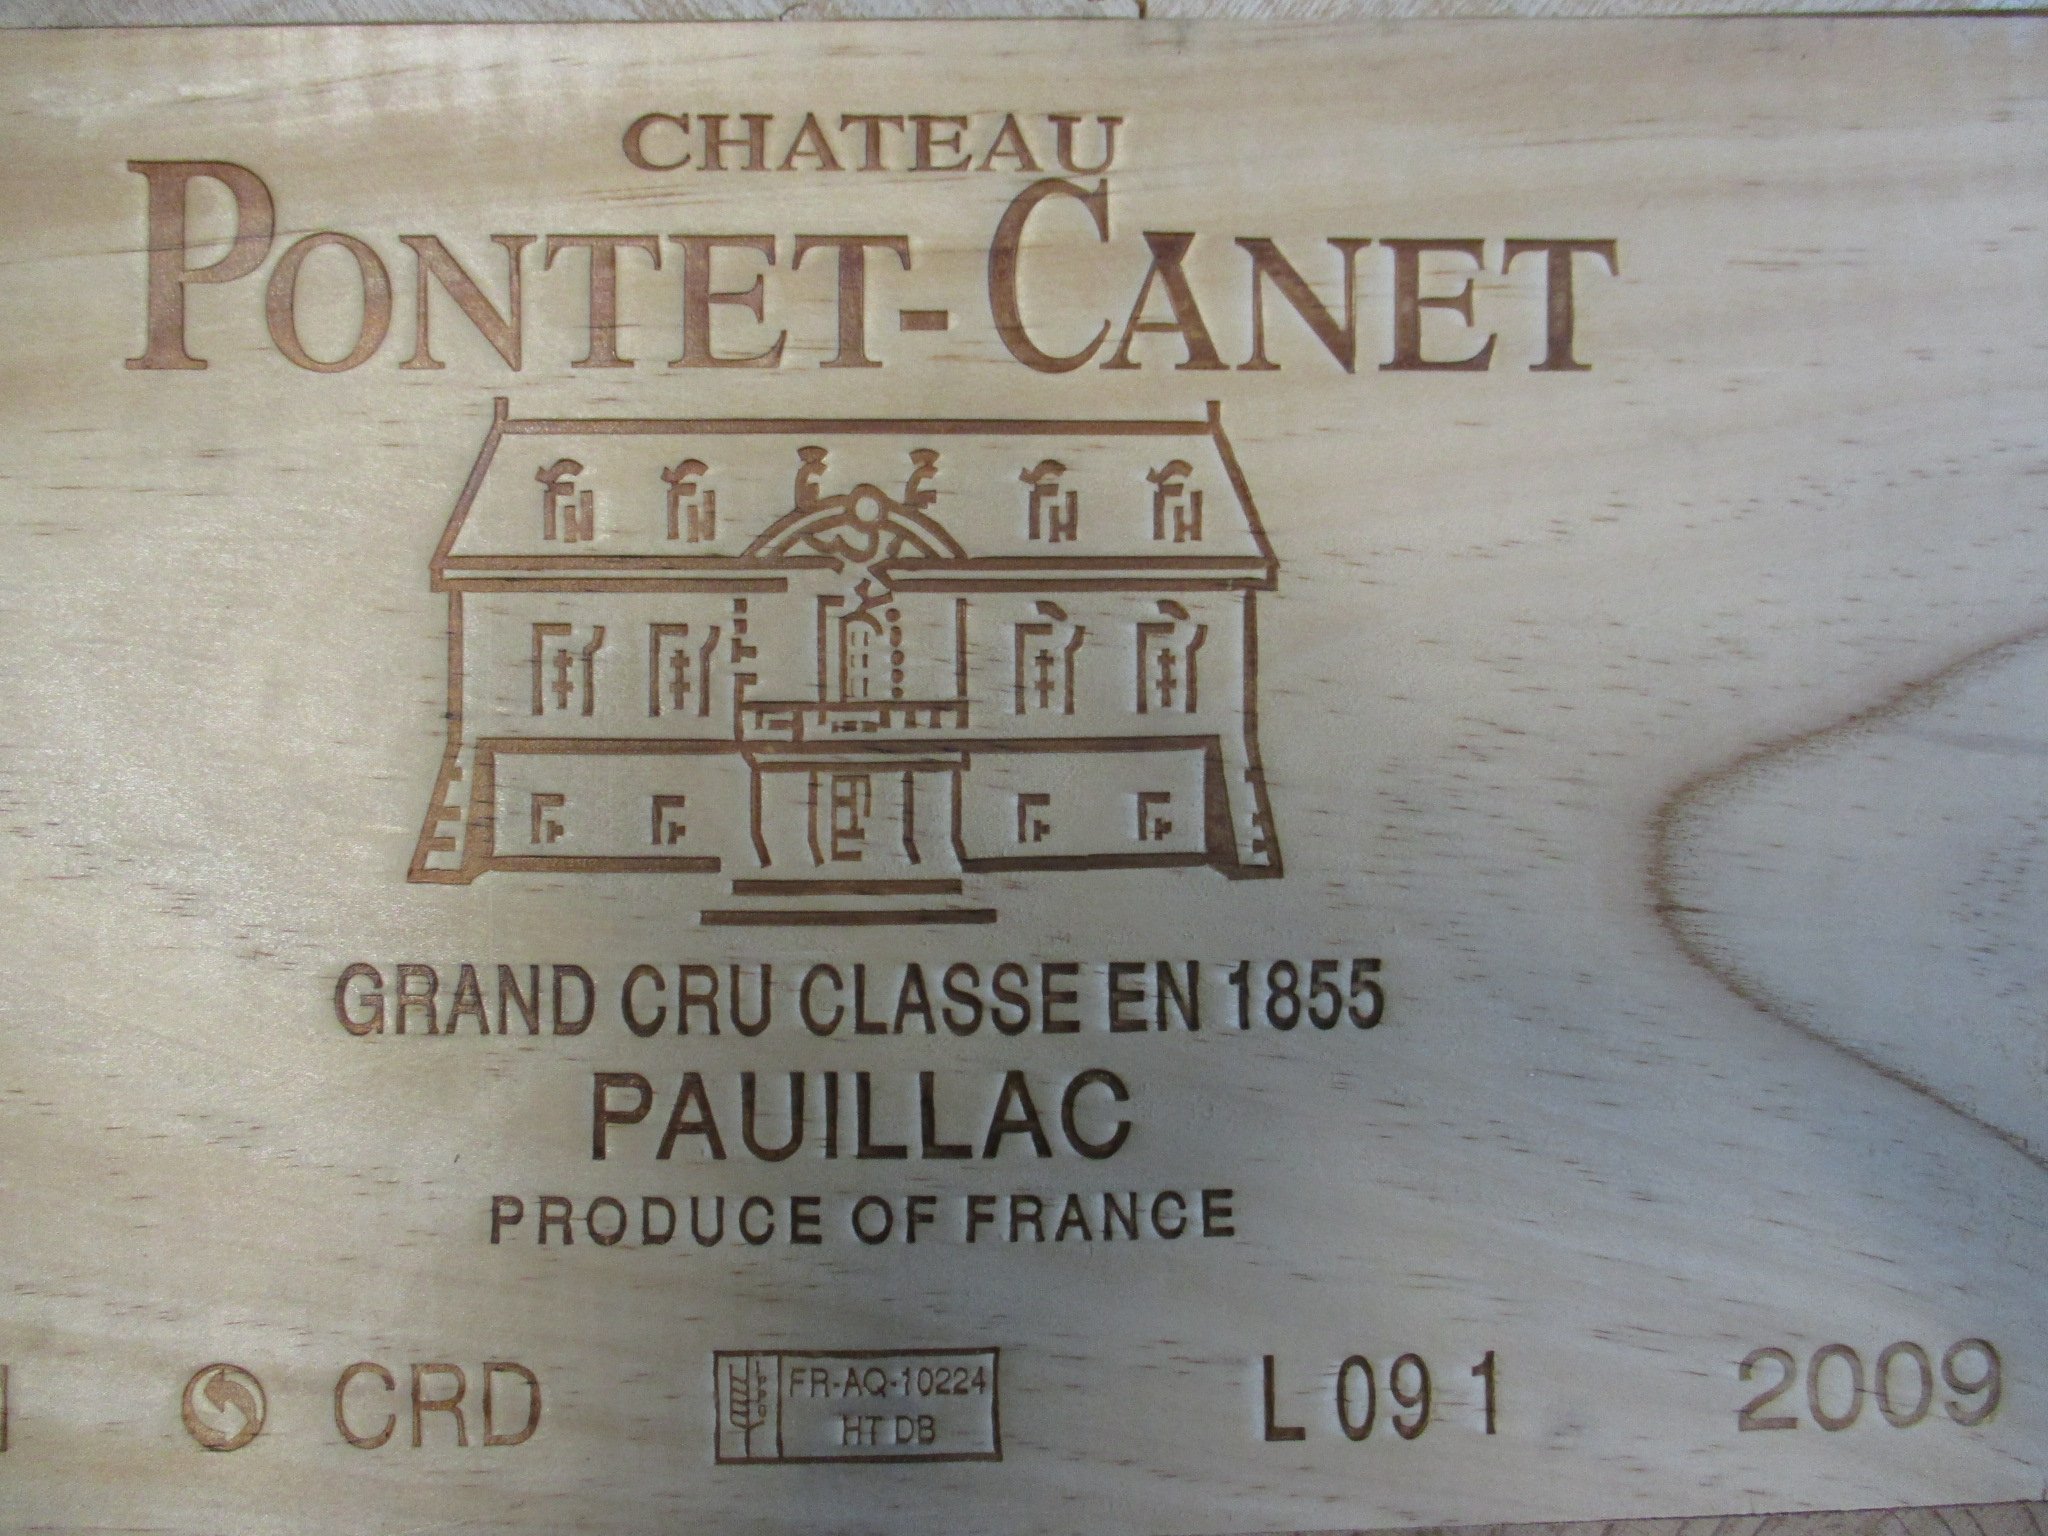 CHATEAU
PONTET-CANET
GRAND CRU CLASSE EN 1855
PAUILLAC
PRODUCE OF FRANCE
CRD
FR-AQ-10224
HT DB
L 09 1
2009